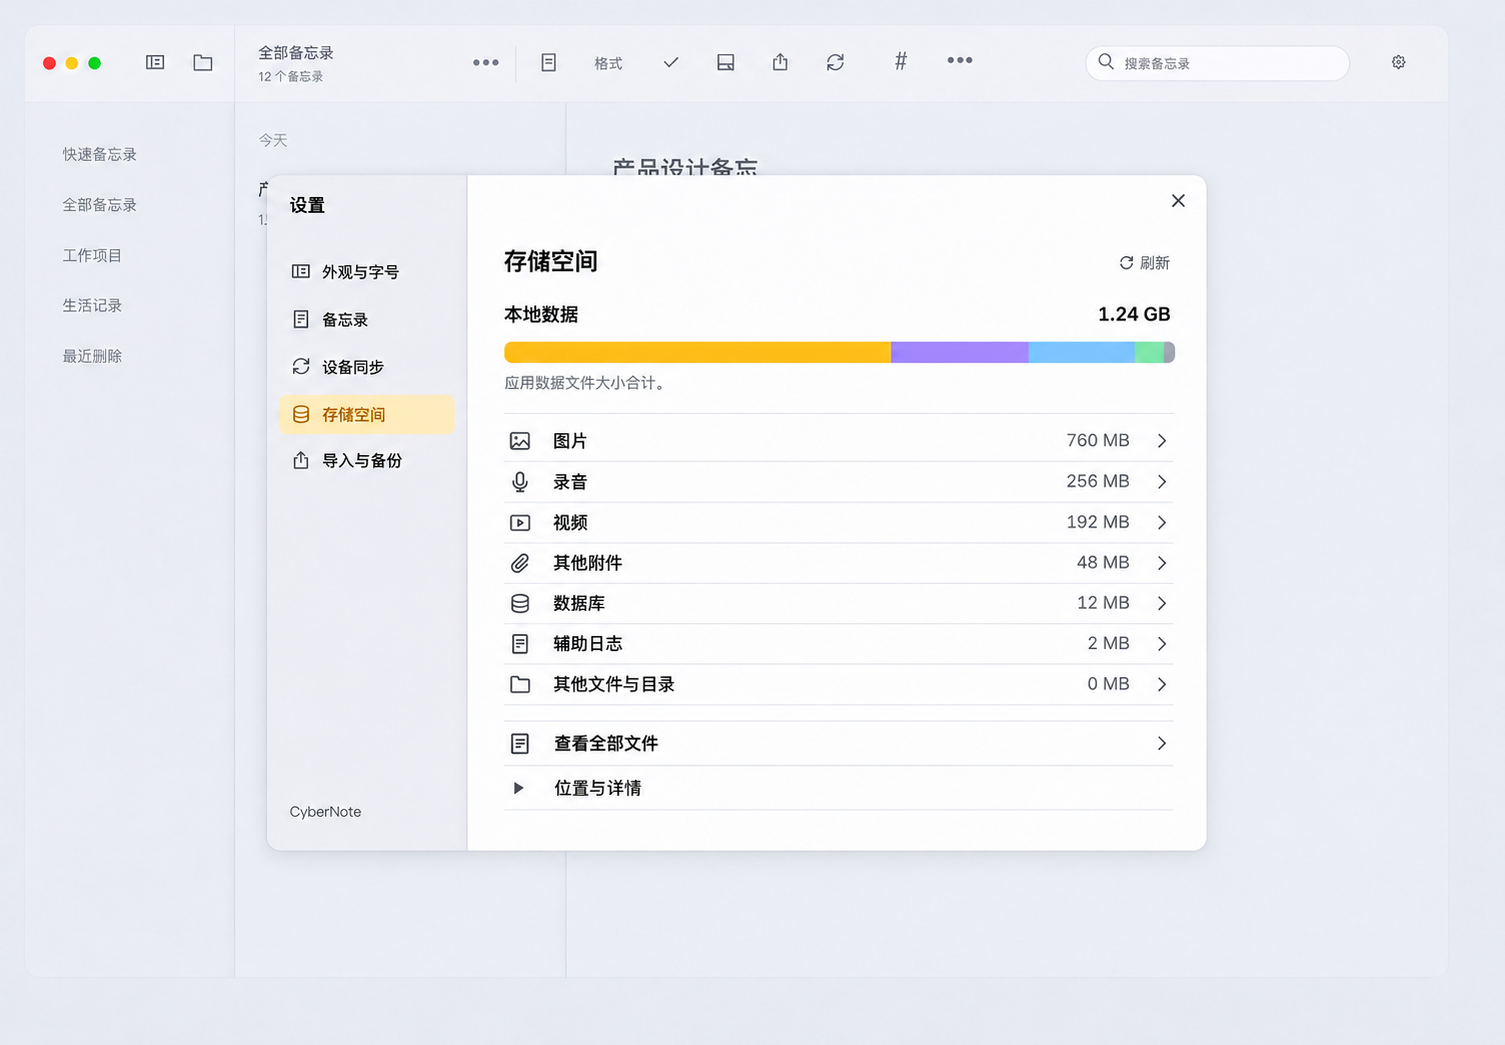 全部备忘录
12 个备忘录
格式
#
搜索备忘录
快速备忘录
全部备忘录
工作项目
生活记录
最近删除
今天
产品设计备忘
设置
外观与字号
备忘录
设备同步
存储空间
导入与备份
CyberNote
存储空间
刷新
本地数据
1.24 GB
应用数据文件大小合计。
图片
760 MB
录音
256 MB
视频
192 MB
其他附件
48 MB
数据库
12 MB
辅助日志
2 MB
其他文件与目录
0 MB
查看全部文件
位置与详情